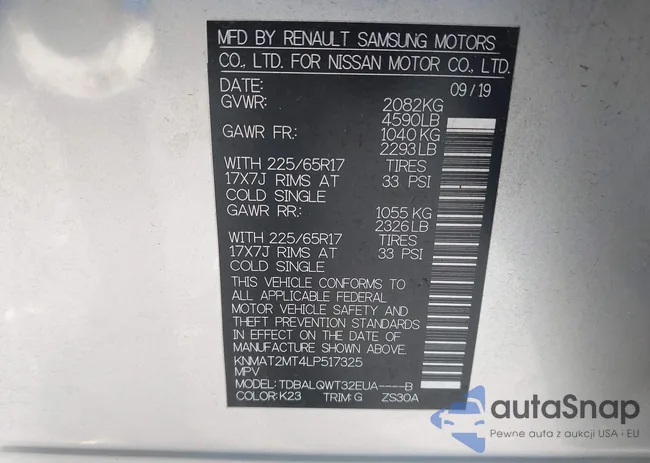 MFD BY RENAULT SAMSUNG MOTORS
CO., LTD. FOR NISSAN MOTOR CO., LTD.
DATE: 09/19
GVWR: 2082KG
4590LB
GAWR FR: 1040 KG
2293 LB
WITH 225/65R17 TIRES
17X7J RIMS AT 33 PSI
COLD SINGLE
GAWR RR: 1055 KG
2326 LB
WITH 225/65R17 TIRES
17X7J RIMS AT 33 PSI
COLD SINGLE
THIS VEHICLE CONFORMS TO
ALL APPLICABLE FEDERAL
MOTOR VEHICLE SAFETY AND
THEFT PREVENTION STANDARDS
IN EFFECT ON THE DATE OF
MANUFACTURE SHOWN ABOVE.
KNMAT2MT4LP517325
MPV
MODEL: TDBALQWT32EUA----B
COLOR: K23 TRIM: G ZS30A
autaSnap
Pewne auta z aukcji USA i EU